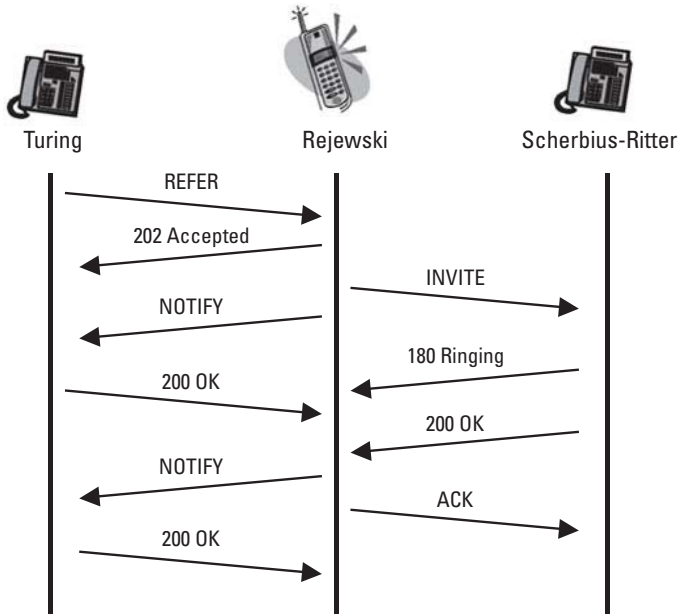 Turing
Rejewski
Scherbius-Ritter
REFER
202 Accepted
INVITE
NOTIFY
180 Ringing
200 OK
200 OK
NOTIFY
ACK
200 OK